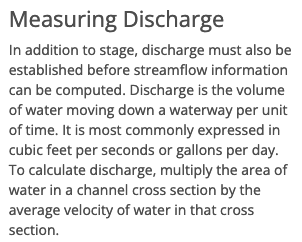 Measuring Discharge
In addition to stage, discharge must also be
established before streamflow information
can be computed. Discharge is the volume
of water moving down a waterway per unit
of time. It is most commonly expressed in
cubic feet per seconds or gallons per day.
To calculate discharge, multiply the area of
water in a channel cross section by the
average velocity of water in that cross
section.